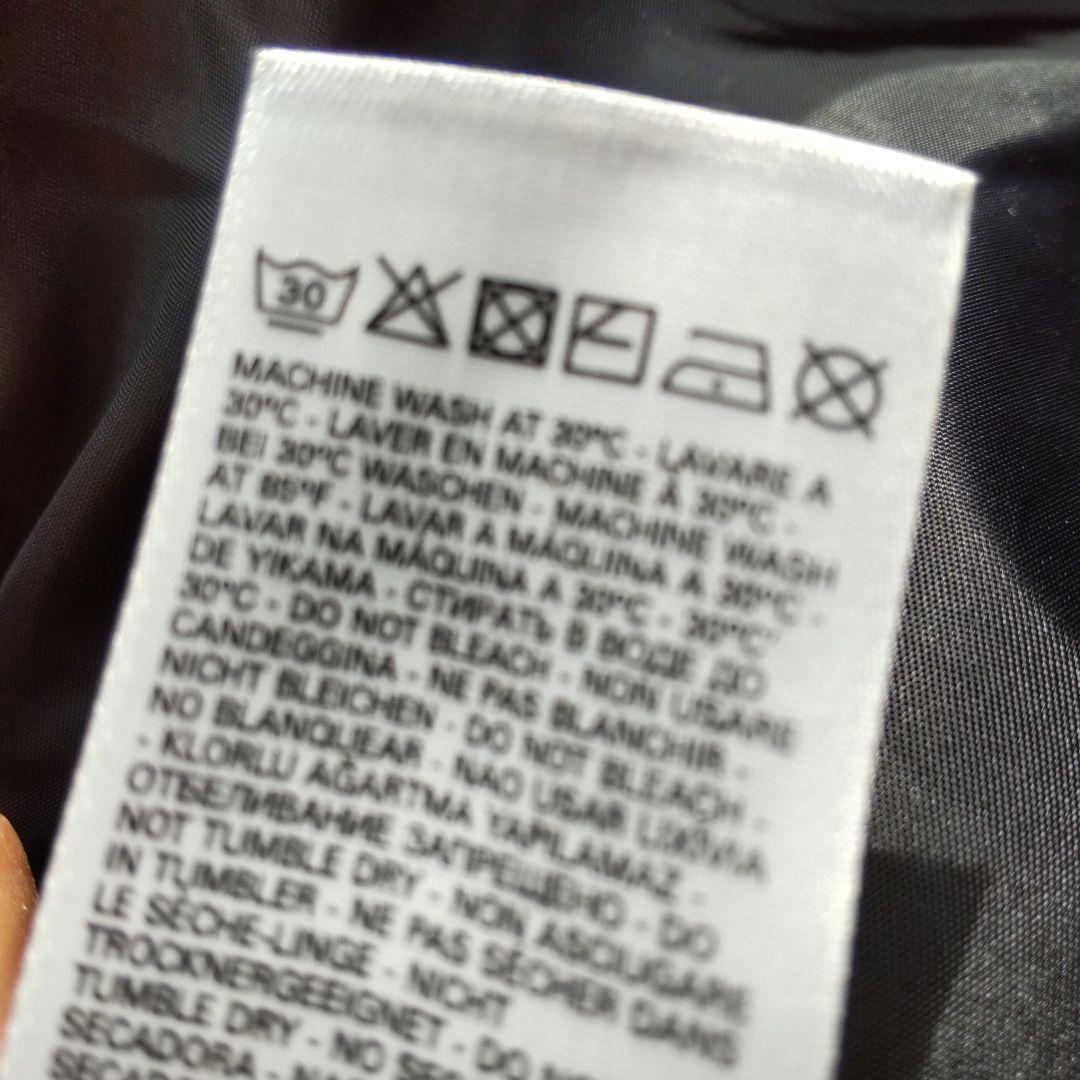 30
MACHINE WASH AT 30°C - LAVARE A
30°C - LAVER EN MACHINE À 30°C -
BEI 30°C WASCHEN - MACHINE WASH
AT 85°F - LAVAR A MÁQUINA A 30°C -
LAVAR NA MÁQUINA A 30°C - 30°C'
DE YIKAMA - СТИРАТЬ В ВОДЕ ДО
30°C - DO NOT BLEACH - NON USARE
CANDEGGINA - NE PAS BLANCHIR -
NICHT BLEICHEN - DO NOT BLEACH -
NO BLANQUEAR - NAO USAR LIXIVIA
- KLORLU AĞARTMA YAPILAMAZ -
ОТБЕЛИВАНИЕ ЗАПРЕЩЕНО - DO
NOT TUMBLE DRY - NON ASCIUGARE
IN TUMBLER - NE PAS SÉCHER DANS
LE SÈCHE-LINGE - NICHT
TROCKNERGEEIGNET - DO NOT
TUMBLE DRY - NO
SECADORA